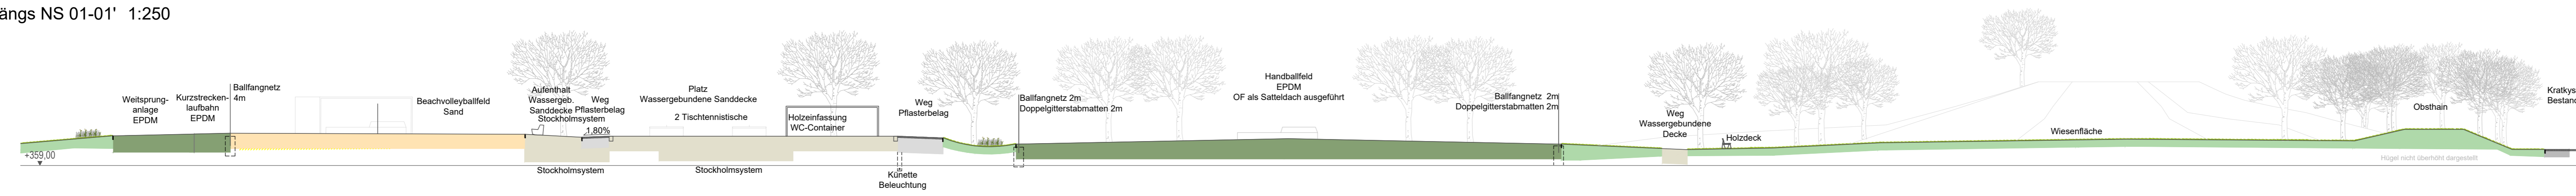 ängs NS 01-01' 1:250
+359,00
Weitsprung-
anlage
EPDM
Kurzstrecken-
laufbahn
EPDM
Ballfangnetz
4m
Beachvolleyballfeld
Sand
Aufenthalt
Wassergeb.
Sanddecke
Stockholmsystem
Weg
Pflasterbelag
1,80%
Stockholmsystem
Platz
Wassergebundene Sanddecke
2 Tischtennistische
Stockholmsystem
Holzeinfassung
WC-Container
Künette
Beleuchtung
Weg
Pflasterbelag
Ballfangnetz 2m
Doppelgitterstabmatten 2m
Handballfeld
EPDM
OF als Satteldach ausgeführt
Ballfangnetz 2m
Doppelgitterstabmatten 2m
Weg
Wassergebundene
Decke
Holzdeck
Wiesenfläche
Obsthain
Hügel nicht überhöht dargestellt
Kratkys
Bestand